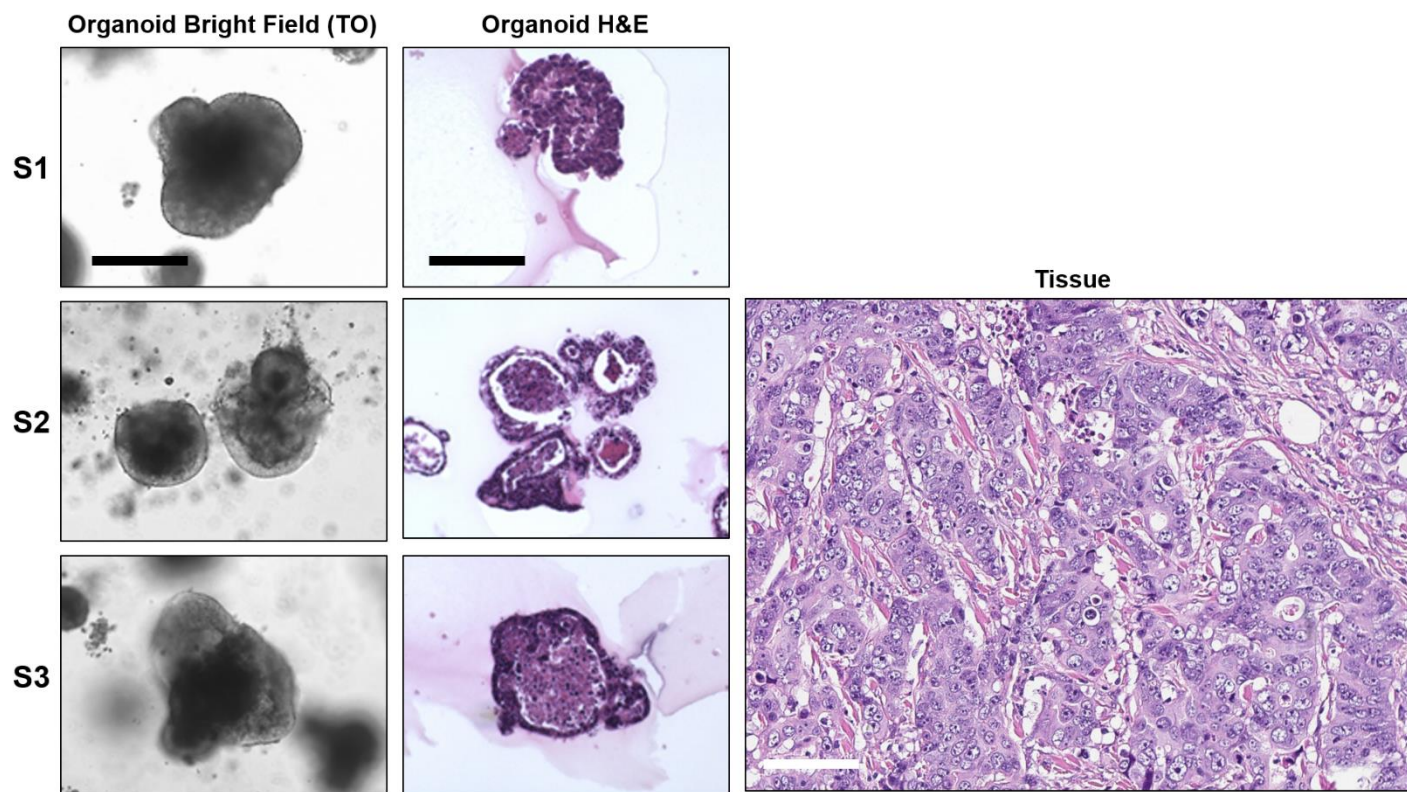 Organoid Bright Field (TO)
Organoid H&E
S1
Tissue
S2
S3